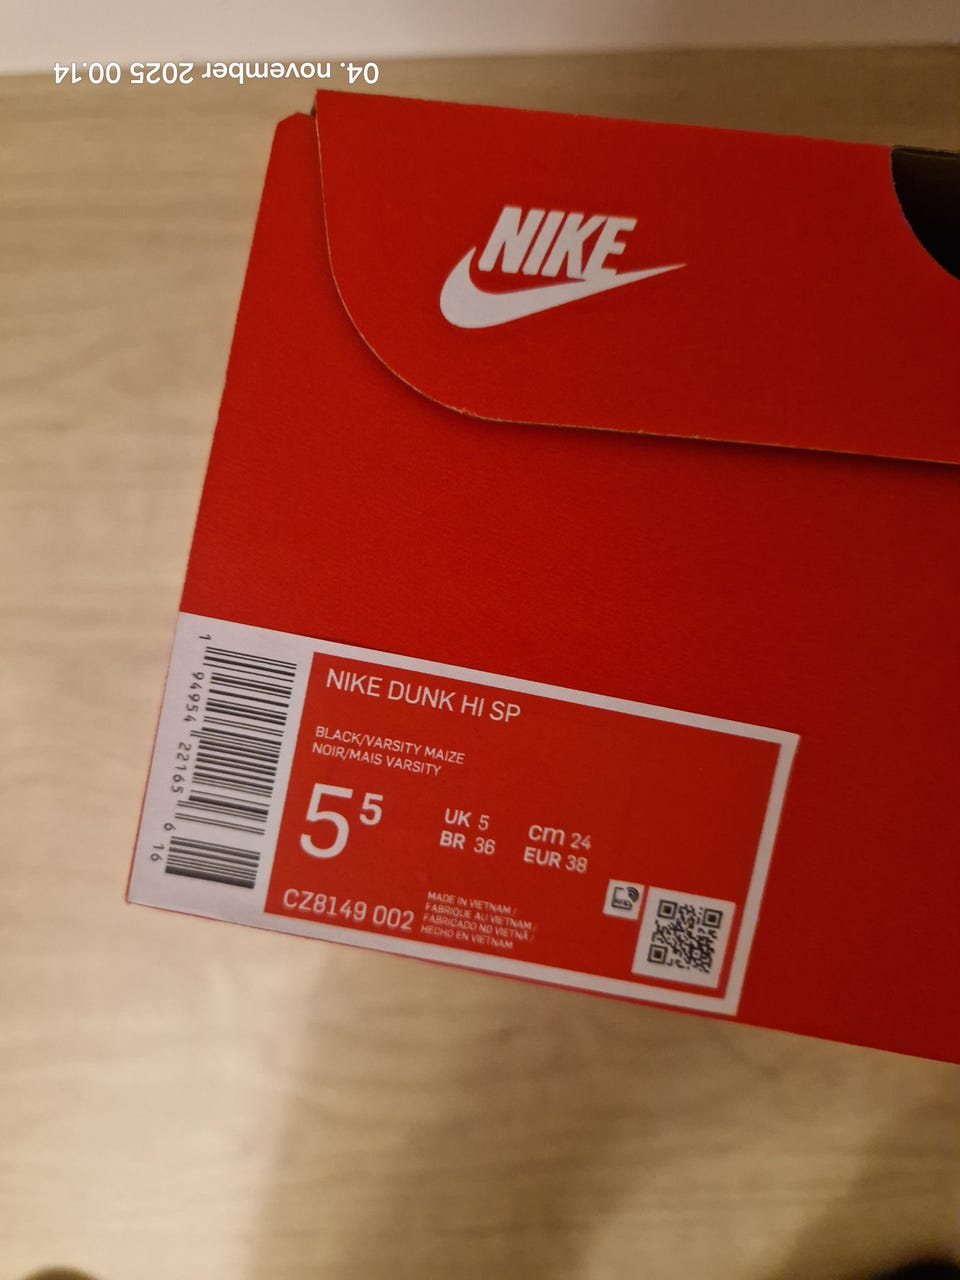 04. november 2025 00.14
NIKE
NIKE DUNK HI SP
BLACK/VARSITY MAIZE
NOIR/MAIS VARSITY
5 5
UK 5
BR 36
cm 24
EUR 38
CZ8149 002
MADE IN VIETNAM /
FABRIQUE AU VIETNAM /
FABRICADO NO VIETNÃ /
HECHO EN VIETNAM
RFID
1 94954 22165 6 16